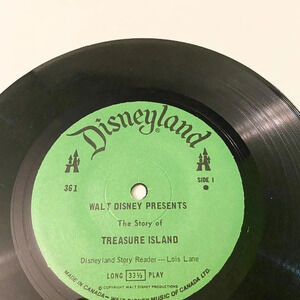 Disneyland
361
SIDE 1
WALT DISNEY PRESENTS
The Story of
TREASURE ISLAND
Disneyland Story Reader — Lois Lane
LONG 33⅓ PLAY
© COPYRIGHT WALT DISNEY PRODUCTIONS
MADE IN CANADA — WALT DISNEY MUSIC OF CANADA LTD.